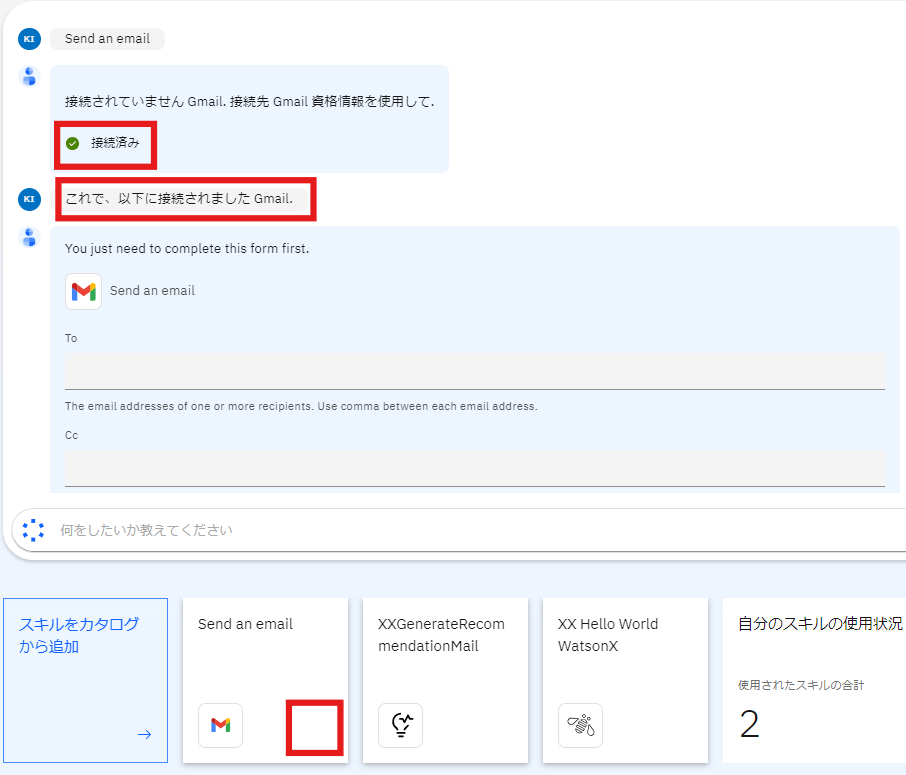 KI
Send an email
接続されていません Gmail. 接続先 Gmail 資格情報を使用して.
接続済み
KI
これで、以下に接続されました Gmail.
You just need to complete this form first.
Send an email
To
The email addresses of one or more recipients. Use comma between each email address.
Cc
何をしたいか教えてください
スキルをカタログ
から追加
Send an email
XXGenerateRecom
mendationMail
XX Hello World
WatsonX
自分のスキルの使用状況
使用されたスキルの合計
2